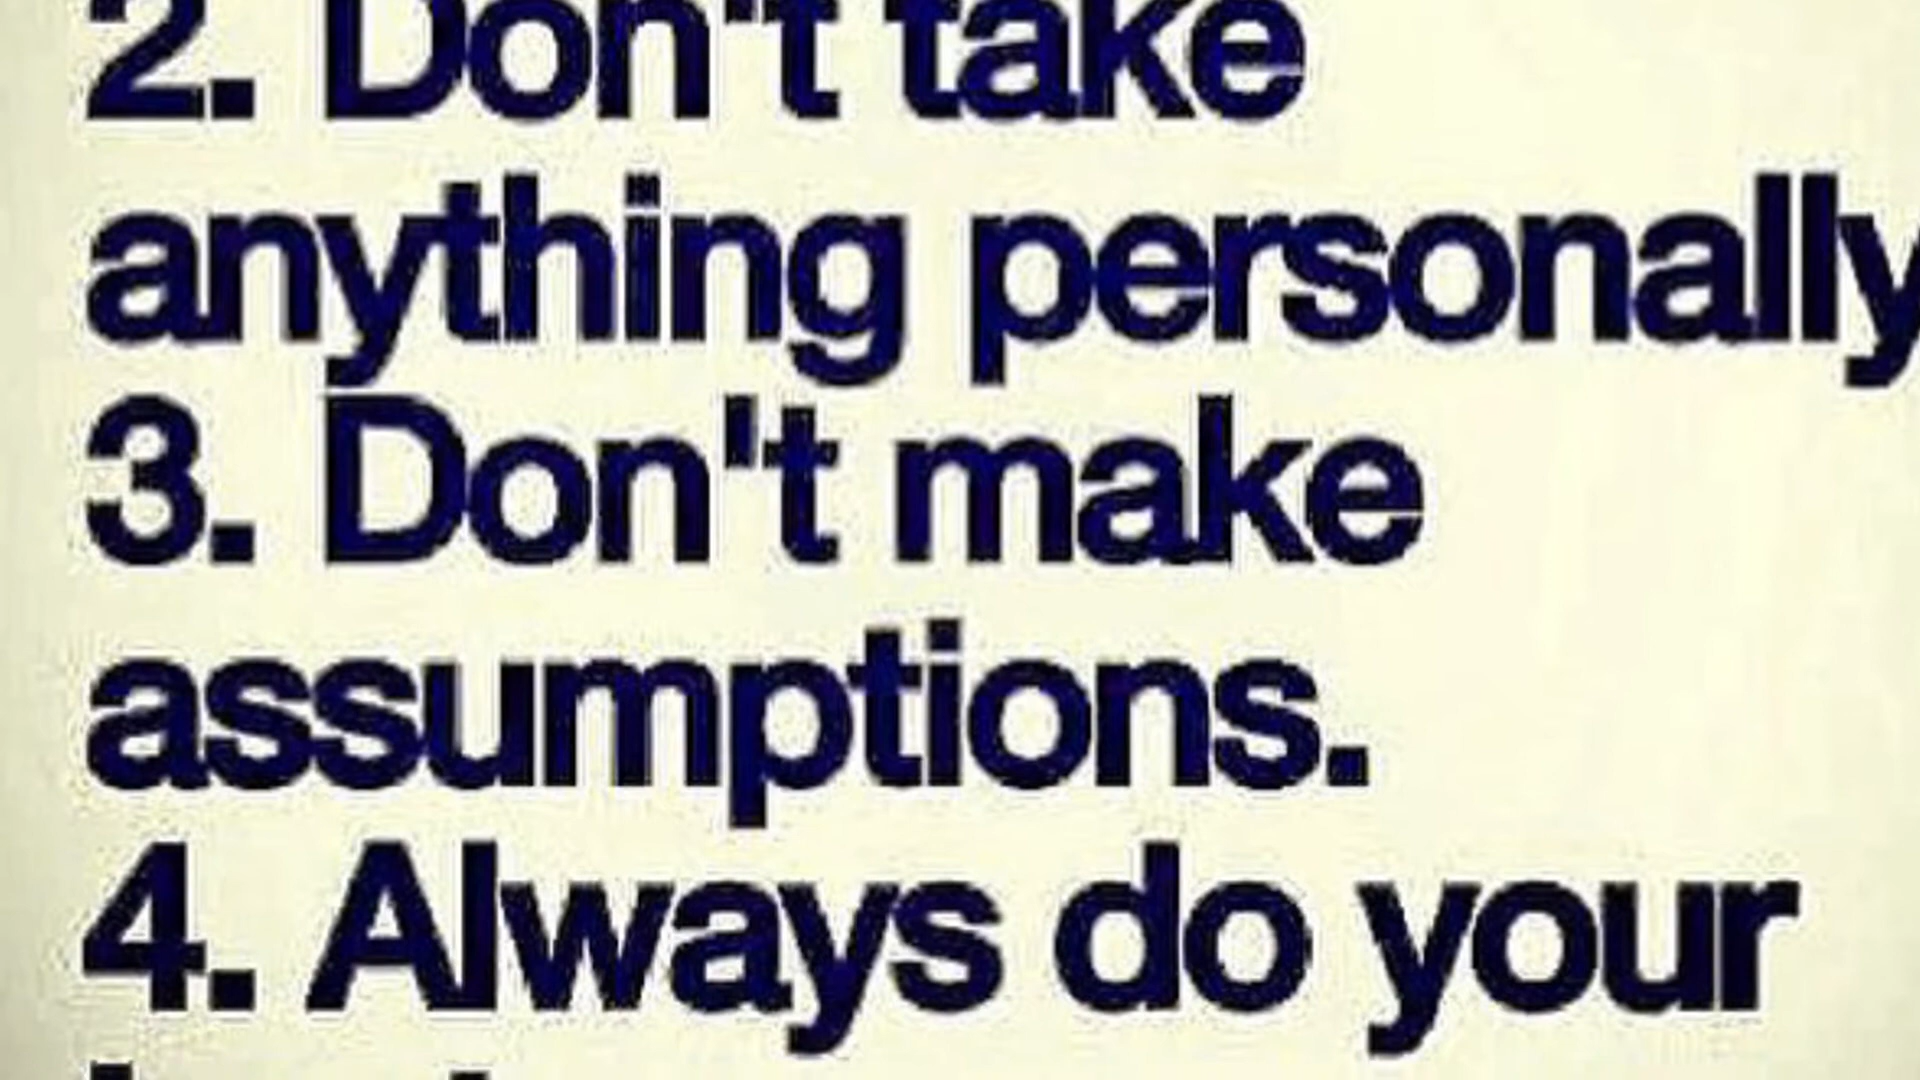 2. Don't take
anything personally
3. Don't make
assumptions.
4. Always do your